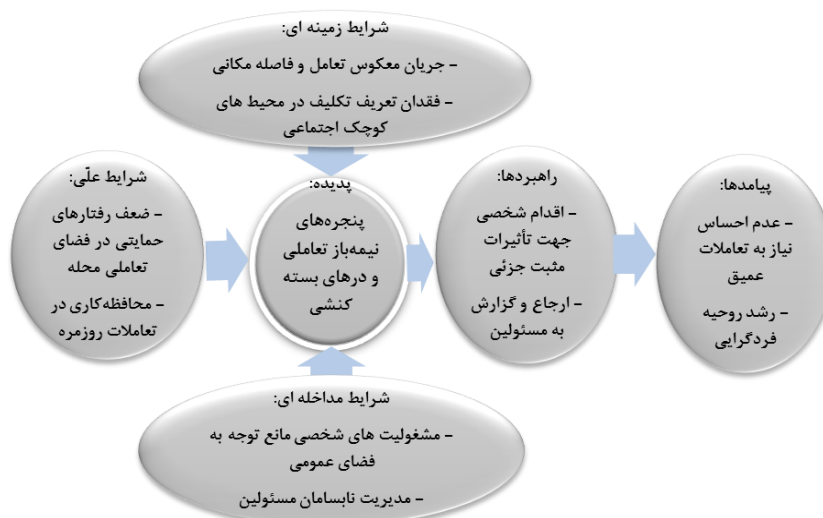 شرایط زمینه ای:
- جریان معکوس تعامل و فاصله مکانی
- فقدان تعریف تکلیف در محیط های
کوچک اجتماعی
شرایط علّی:
- ضعف رفتارهای
حمایتی در فضای
تعاملی محله
- محافظه‌کاری در
تعاملات روزمره
پدیده:
پنجره‌های
نیمه‌باز تعاملی
و درهای بسته
کنشی
راهبردها:
- اقدام شخصی
جهت تأثیرات
مثبت جزئی
- ارجاع و گزارش
به مسئولین
پیامدها:
- عدم احساس
نیاز به تعاملات
عمیق
- رشد روحیه
فردگرایی
شرایط مداخله ای:
- مشغولیت های شخصی مانع توجه به
فضای عمومی
- مدیریت نابسامان مسئولین